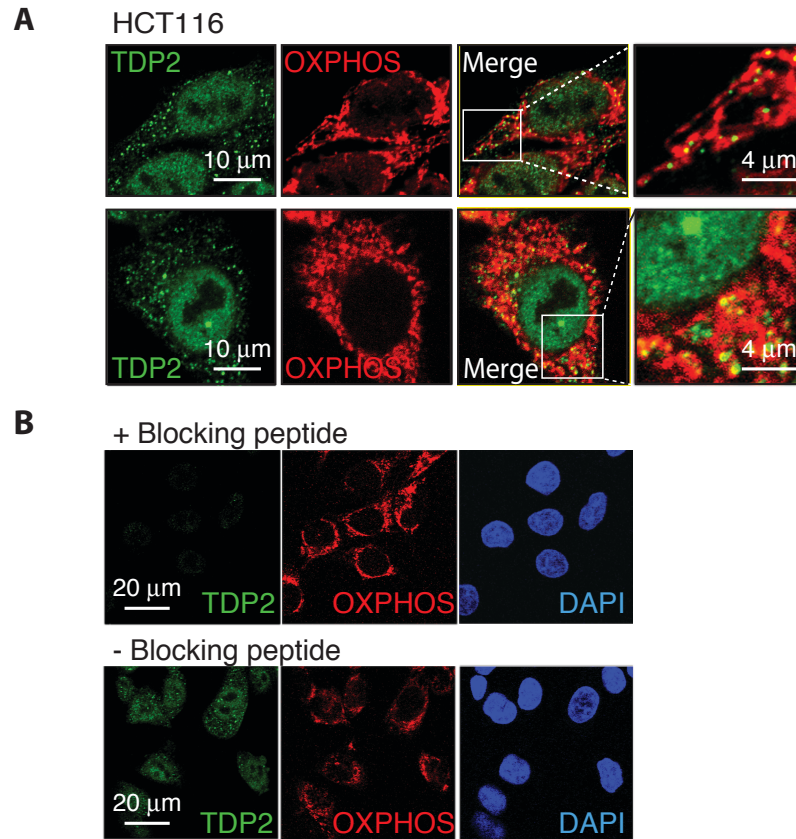 A
HCT116
TDP2 OXPHOS Merge
10 μm 4 μm
TDP2 OXPHOS Merge
10 μm 4 μm
B
+ Blocking peptide
20 μm
TDP2 OXPHOS DAPI
- Blocking peptide
20 μm
TDP2 OXPHOS DAPI